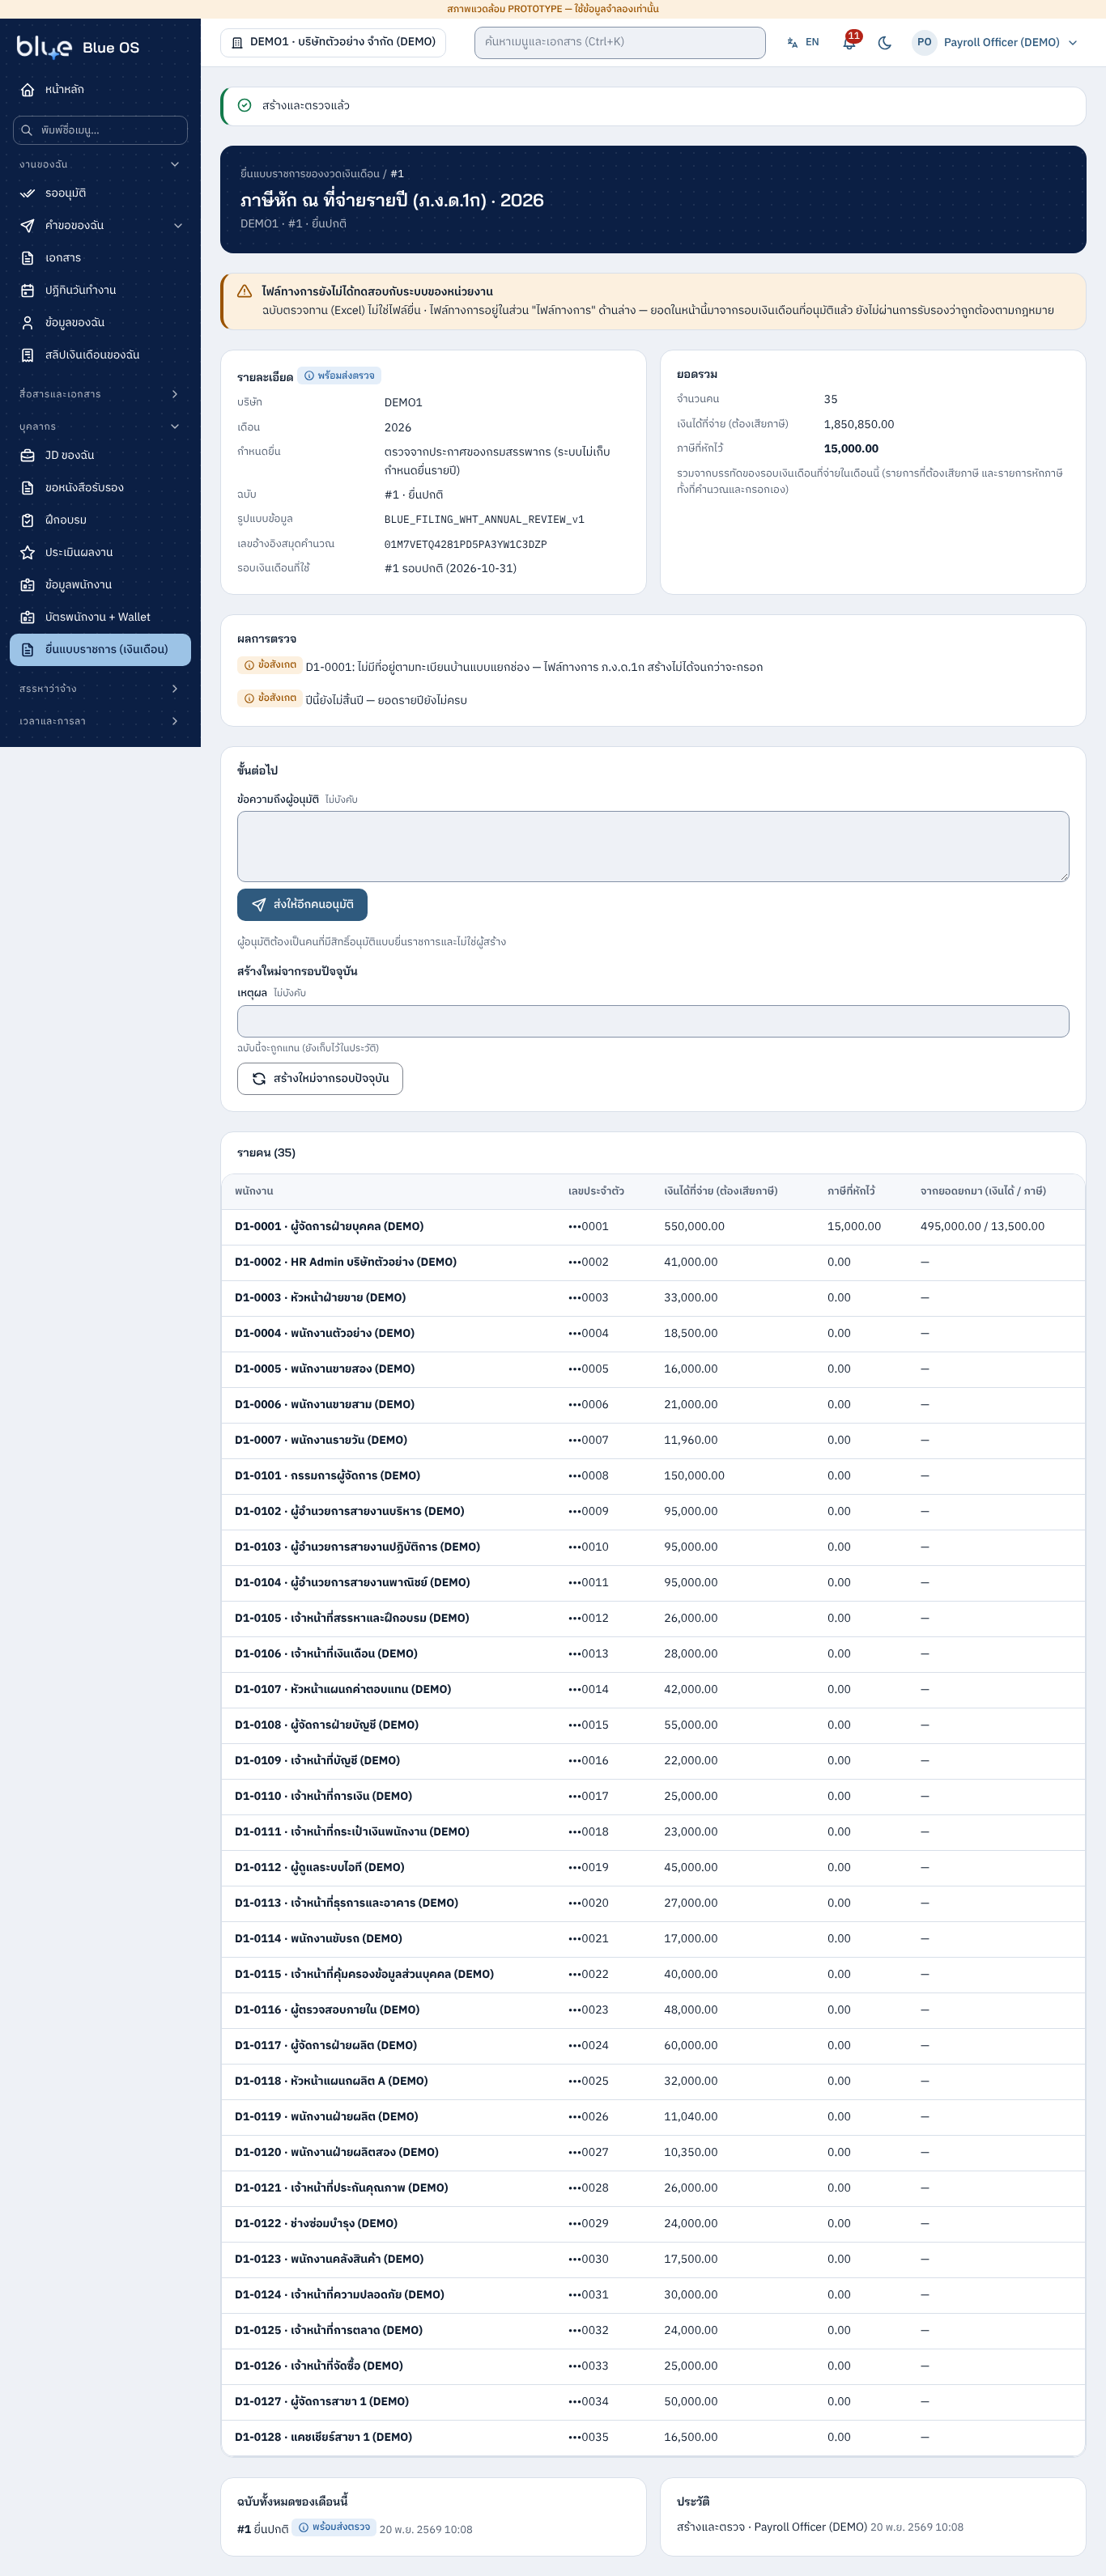 สภาพแวดล้อม PROTOTYPE — ใช้ข้อมูลจำลองเท่านั้น
blue Blue OS
หน้าหลัก
พิมพ์ชื่อเมนู...
งานของฉัน
รออนุมัติ
คำขอของฉัน
เอกสาร
ปฏิทินวันทำงาน
ข้อมูลของฉัน
สลิปเงินเดือนของฉัน
สื่อสารและเอกสาร
บุคลากร
JD ของฉัน
ขอหนังสือรับรอง
ฝึกอบรม
ประเมินผลงาน
ข้อมูลพนักงาน
บัตรพนักงาน + Wallet
ยื่นแบบราชการ (เงินเดือน)
สรรหาว่าจ้าง
เวลาและการลา
DEMO1 · บริษัทตัวอย่าง จำกัด (DEMO)
ค้นหาเมนูและเอกสาร (Ctrl+K)
EN
11
PO Payroll Officer (DEMO)
สร้างและตรวจแล้ว
ยื่นแบบราชการของงวดเงินเดือน / #1
ภาษีหัก ณ ที่จ่ายรายปี (ภ.ง.ด.1ก) · 2026
DEMO1 · #1 · ยื่นปกติ
ไฟล์ทางการยังไม่ได้ทดสอบกับระบบของหน่วยงาน
ฉบับตรวจทาน (Excel) ไม่ใช่ไฟล์ยื่น · ไฟล์ทางการอยู่ในส่วน "ไฟล์ทางการ" ด้านล่าง — ยอดในหน้านี้มาจากรอบเงินเดือนที่อนุมัติแล้ว ยังไม่ผ่านการรับรองว่าถูกต้องตามกฎหมาย
รายละเอียด พร้อมส่งตรวจ
บริษัท DEMO1
เดือน 2026
กำหนดยื่น ตรวจจากประกาศของกรมสรรพากร (ระบบไม่เก็บ
กำหนดยื่นรายปี)
ฉบับ #1 · ยื่นปกติ
รูปแบบข้อมูล BLUE_FILING_WHT_ANNUAL_REVIEW_v1
เลขอ้างอิงสมุดคำนวณ 01M7VETQ4281PD5PA3YW1C3DZP
รอบเงินเดือนที่ใช้ #1 รอบปกติ (2026-10-31)
ยอดรวม
จำนวนคน 35
เงินได้ที่จ่าย (ต้องเสียภาษี) 1,850,850.00
ภาษีที่หักไว้ 15,000.00
รวมจากบรรทัดของรอบเงินเดือนที่จ่ายในเดือนนี้ (รายการที่ต้องเสียภาษี และรายการหักภาษี
ทั้งที่คำนวณและกรอกเอง)
ผลการตรวจ
ข้อสังเกต D1-0001: ไม่มีที่อยู่ตามทะเบียนบ้านแบบแยกช่อง — ไฟล์ทางการ ภ.ง.ด.1ก สร้างไม่ได้จนกว่าจะกรอก
ข้อสังเกต ปีนี้ยังไม่สิ้นปี — ยอดรายปียังไม่ครบ
ขั้นต่อไป
ข้อความถึงผู้อนุมัติ ไม่บังคับ
ส่งให้อีกคนอนุมัติ
ผู้อนุมัติต้องเป็นคนที่มีสิทธิ์อนุมัติแบบยื่นราชการและไม่ใช่ผู้สร้าง
สร้างใหม่จากรอบปัจจุบัน
เหตุผล ไม่บังคับ
ฉบับนี้จะถูกแทน (ยังเก็บไว้ในประวัติ)
สร้างใหม่จากรอบปัจจุบัน
รายคน (35)
พนักงาน เลขประจำตัว เงินได้ที่จ่าย (ต้องเสียภาษี) ภาษีที่หักไว้ จากยอดยกมา (เงินได้ / ภาษี)
D1-0001 · ผู้จัดการฝ่ายบุคคล (DEMO) •••0001 550,000.00 15,000.00 495,000.00 / 13,500.00
D1-0002 · HR Admin บริษัทตัวอย่าง (DEMO) •••0002 41,000.00 0.00 —
D1-0003 · หัวหน้าฝ่ายขาย (DEMO) •••0003 33,000.00 0.00 —
D1-0004 · พนักงานตัวอย่าง (DEMO) •••0004 18,500.00 0.00 —
D1-0005 · พนักงานขายสอง (DEMO) •••0005 16,000.00 0.00 —
D1-0006 · พนักงานขายสาม (DEMO) •••0006 21,000.00 0.00 —
D1-0007 · พนักงานรายวัน (DEMO) •••0007 11,960.00 0.00 —
D1-0101 · กรรมการผู้จัดการ (DEMO) •••0008 150,000.00 0.00 —
D1-0102 · ผู้อำนวยการสายงานบริหาร (DEMO) •••0009 95,000.00 0.00 —
D1-0103 · ผู้อำนวยการสายงานปฏิบัติการ (DEMO) •••0010 95,000.00 0.00 —
D1-0104 · ผู้อำนวยการสายงานพาณิชย์ (DEMO) •••0011 95,000.00 0.00 —
D1-0105 · เจ้าหน้าที่สรรหาและฝึกอบรม (DEMO) •••0012 26,000.00 0.00 —
D1-0106 · เจ้าหน้าที่เงินเดือน (DEMO) •••0013 28,000.00 0.00 —
D1-0107 · หัวหน้าแผนกค่าตอบแทน (DEMO) •••0014 42,000.00 0.00 —
D1-0108 · ผู้จัดการฝ่ายบัญชี (DEMO) •••0015 55,000.00 0.00 —
D1-0109 · เจ้าหน้าที่บัญชี (DEMO) •••0016 22,000.00 0.00 —
D1-0110 · เจ้าหน้าที่การเงิน (DEMO) •••0017 25,000.00 0.00 —
D1-0111 · เจ้าหน้าที่กระเป๋าเงินพนักงาน (DEMO) •••0018 23,000.00 0.00 —
D1-0112 · ผู้ดูแลระบบไอที (DEMO) •••0019 45,000.00 0.00 —
D1-0113 · เจ้าหน้าที่ธุรการและอาคาร (DEMO) •••0020 27,000.00 0.00 —
D1-0114 · พนักงานขับรถ (DEMO) •••0021 17,000.00 0.00 —
D1-0115 · เจ้าหน้าที่คุ้มครองข้อมูลส่วนบุคคล (DEMO) •••0022 40,000.00 0.00 —
D1-0116 · ผู้ตรวจสอบภายใน (DEMO) •••0023 48,000.00 0.00 —
D1-0117 · ผู้จัดการฝ่ายผลิต (DEMO) •••0024 60,000.00 0.00 —
D1-0118 · หัวหน้าแผนกผลิต A (DEMO) •••0025 32,000.00 0.00 —
D1-0119 · พนักงานฝ่ายผลิต (DEMO) •••0026 11,040.00 0.00 —
D1-0120 · พนักงานฝ่ายผลิตสอง (DEMO) •••0027 10,350.00 0.00 —
D1-0121 · เจ้าหน้าที่ประกันคุณภาพ (DEMO) •••0028 26,000.00 0.00 —
D1-0122 · ช่างซ่อมบำรุง (DEMO) •••0029 24,000.00 0.00 —
D1-0123 · พนักงานคลังสินค้า (DEMO) •••0030 17,500.00 0.00 —
D1-0124 · เจ้าหน้าที่ความปลอดภัย (DEMO) •••0031 30,000.00 0.00 —
D1-0125 · เจ้าหน้าที่การตลาด (DEMO) •••0032 24,000.00 0.00 —
D1-0126 · เจ้าหน้าที่จัดซื้อ (DEMO) •••0033 25,000.00 0.00 —
D1-0127 · ผู้จัดการสาขา 1 (DEMO) •••0034 50,000.00 0.00 —
D1-0128 · แคชเชียร์สาขา 1 (DEMO) •••0035 16,500.00 0.00 —
ฉบับทั้งหมดของเดือนนี้
#1 ยื่นปกติ พร้อมส่งตรวจ 20 พ.ย. 2569 10:08
ประวัติ
สร้างและตรวจ · Payroll Officer (DEMO) 20 พ.ย. 2569 10:08